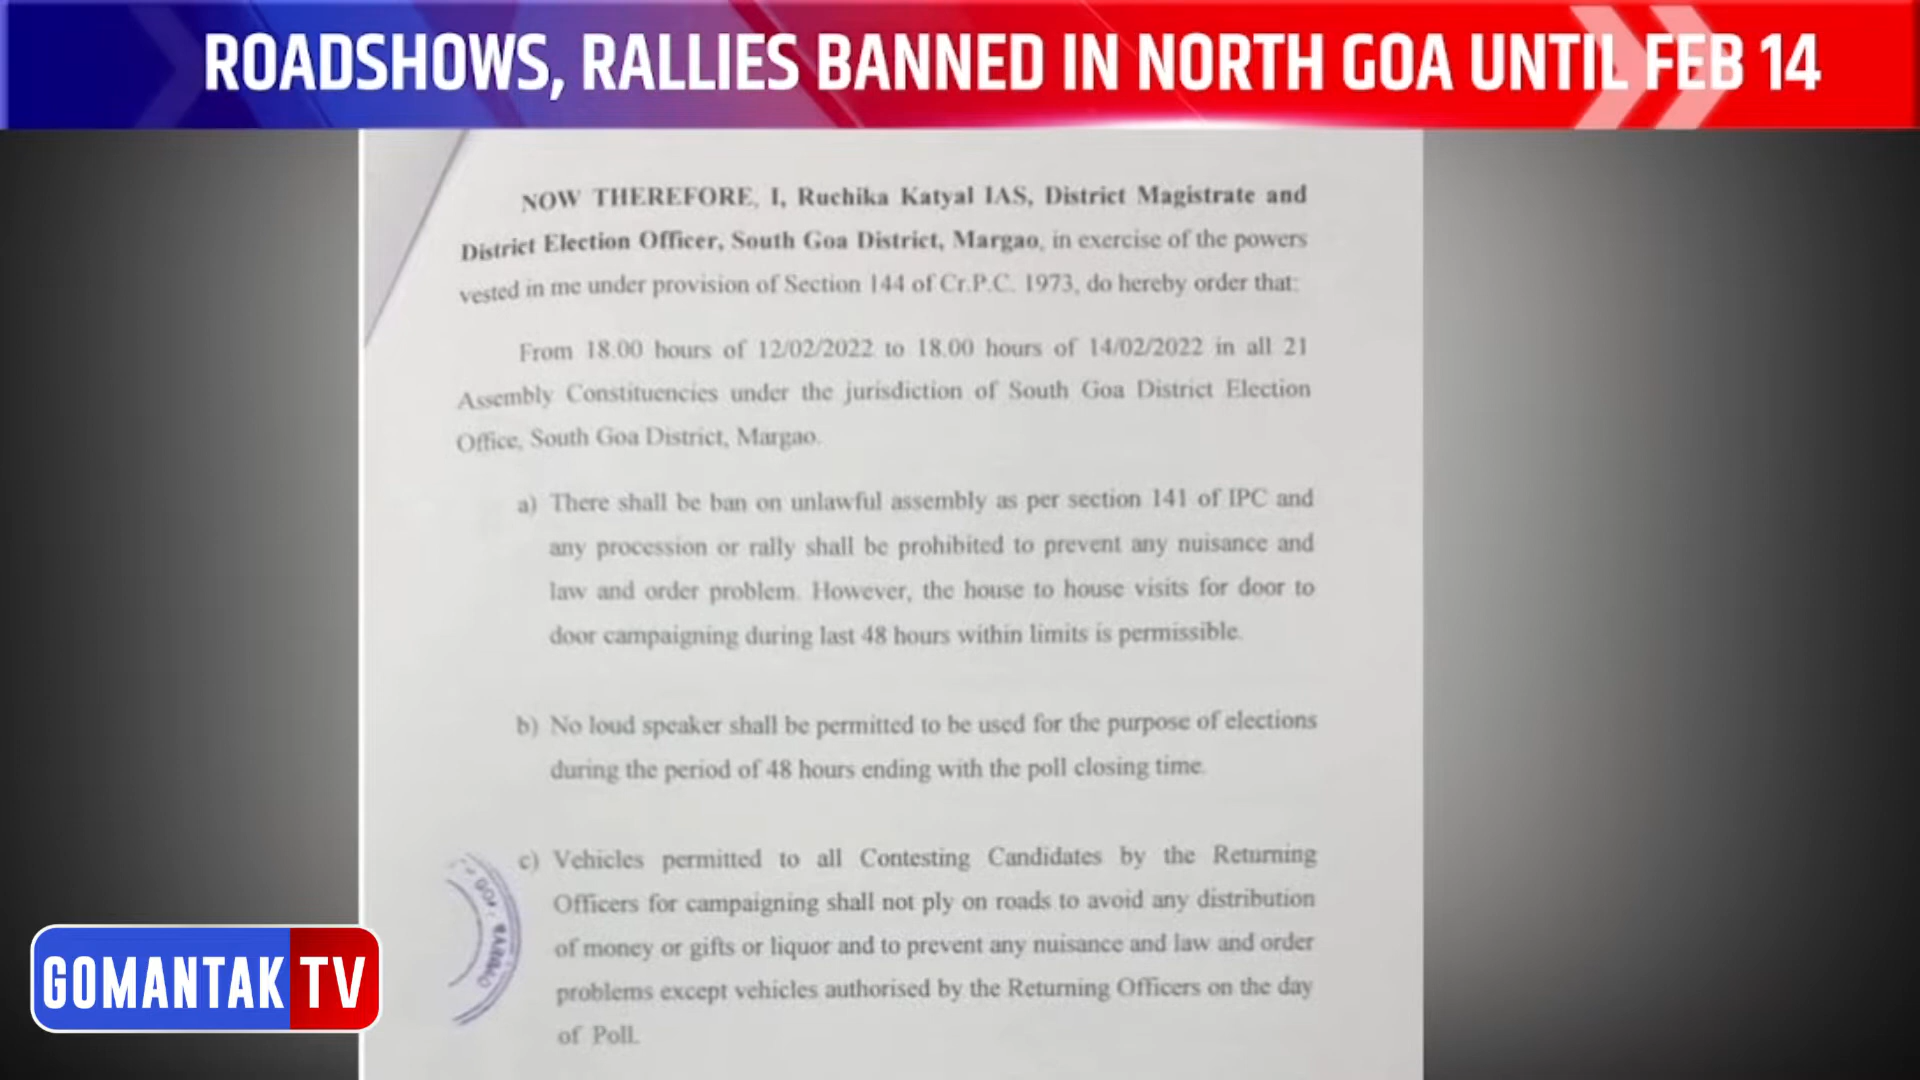 ROADSHOWS, RALLIES BANNED IN NORTH GOA UNTIL FEB 14
NOW THEREFORE, I, Ruchika Katyal IAS, District Magistrate and
District Election Officer, South Goa District, Margao, in exercise of the powers
vested in me under provision of Section 144 of Cr.P.C. 1973, do hereby order that:
From 18.00 hours of 12/02/2022 to 18.00 hours of 14/02/2022 in all 21
Assembly Constituencies under the jurisdiction of South Goa District Election
Office, South Goa District, Margao.
a) There shall be ban on unlawful assembly as per section 141 of IPC and
any procession or rally shall be prohibited to prevent any nuisance and
law and order problem. However, the house to house visits for door to
door campaigning during last 48 hours within limits is permissible.
b) No loud speaker shall be permitted to be used for the purpose of elections
during the period of 48 hours ending with the poll closing time.
c) Vehicles permitted to all Contesting Candidates by the Returning
Officers for campaigning shall not ply on roads to avoid any distribution
of money or gifts or liquor and to prevent any nuisance and law and order
problems except vehicles authorised by the Returning Officers on the day
of Poll.
GOA
GOMANTAK TV